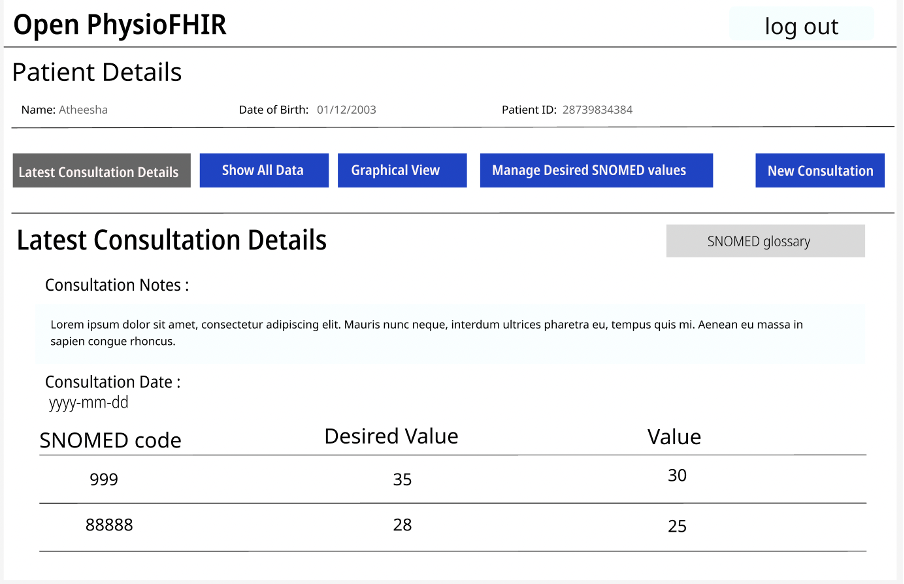 Open PhysioFHIR
log out
Patient Details
Name: Atheesha Date of Birth: 01/12/2003 Patient ID: 28739834384
Latest Consultation Details Show All Data Graphical View Manage Desired SNOMED values New Consultation
Latest Consultation Details
SNOMED glossary
Consultation Notes :
Lorem ipsum dolor sit amet, consectetur adipiscing elit. Mauris nunc neque, interdum ultrices pharetra eu, tempus quis mi. Aenean eu massa in
sapien congue rhoncus.
Consultation Date :
yyyy-mm-dd
SNOMED code Desired Value Value
999 35 30
88888 28 25